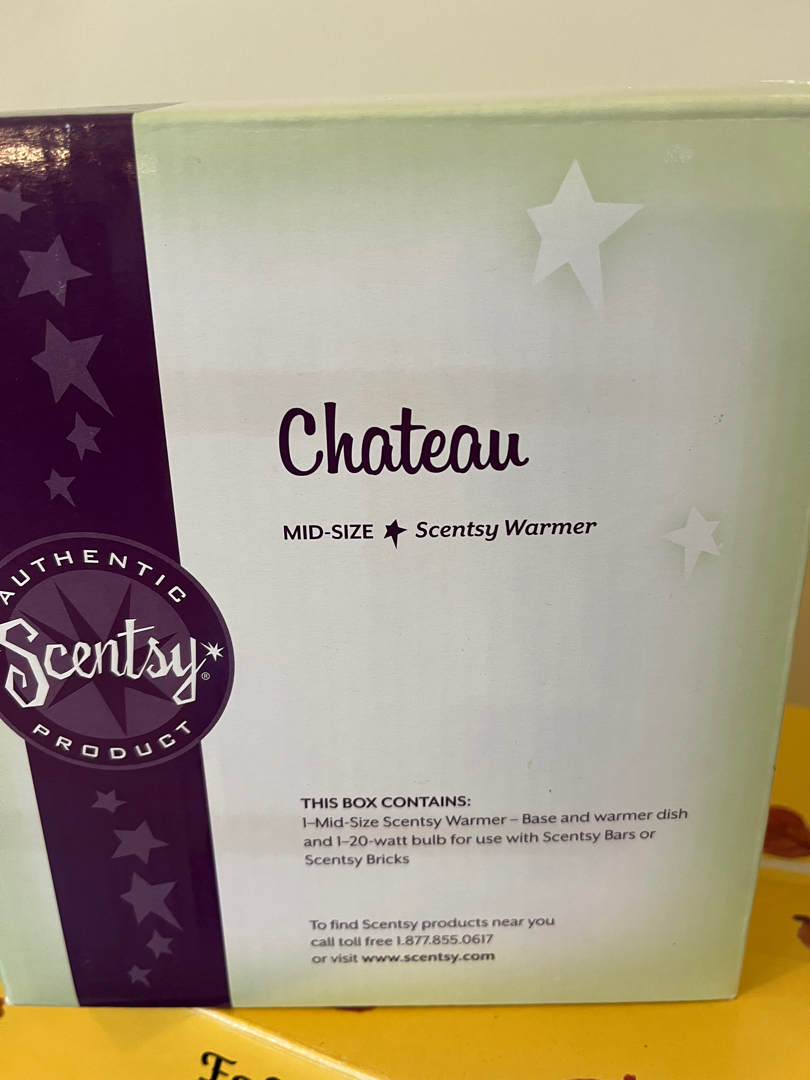 Chateau
MID-SIZE Scentsy Warmer
AUTHENTIC
Scentsy®
PRODUCT
THIS BOX CONTAINS:
1–Mid-Size Scentsy Warmer – Base and warmer dish
and 1–20-watt bulb for use with Scentsy Bars or
Scentsy Bricks
To find Scentsy products near you
call toll free 1.877.855.0617
or visit www.scentsy.com